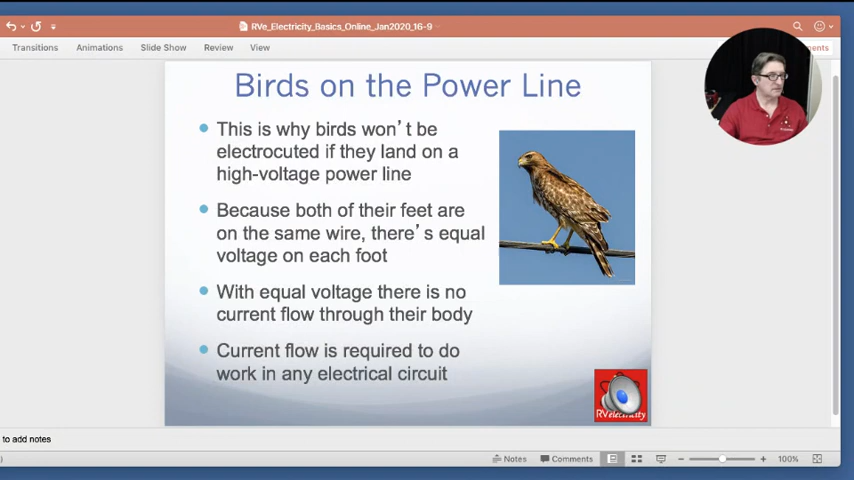 RVe_Electricity_Basics_Online_Jan2020_16-9
Transitions Animations Slide Show Review View
Birds on the Power Line
This is why birds won't be
electrocuted if they land on a
high-voltage power line
Because both of their feet are
on the same wire, there's equal
voltage on each foot
With equal voltage there is no
current flow through their body
Current flow is required to do
work in any electrical circuit
RVelectricity
to add notes
Notes Comments 100%